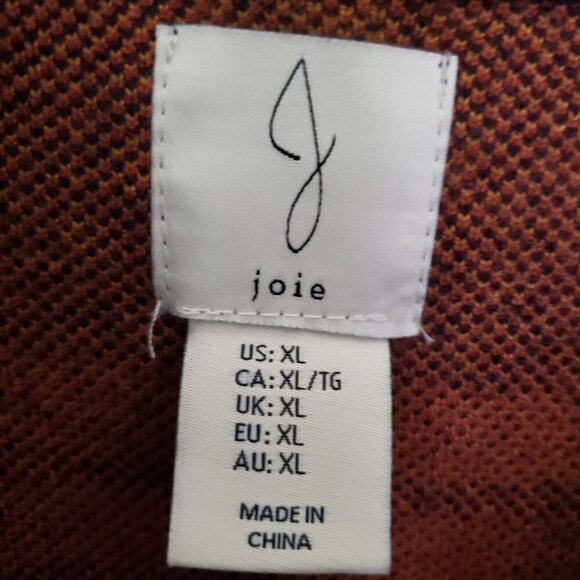 J
joie
US: XL
CA: XL/TG
UK: XL
EU: XL
AU: XL
MADE IN
CHINA